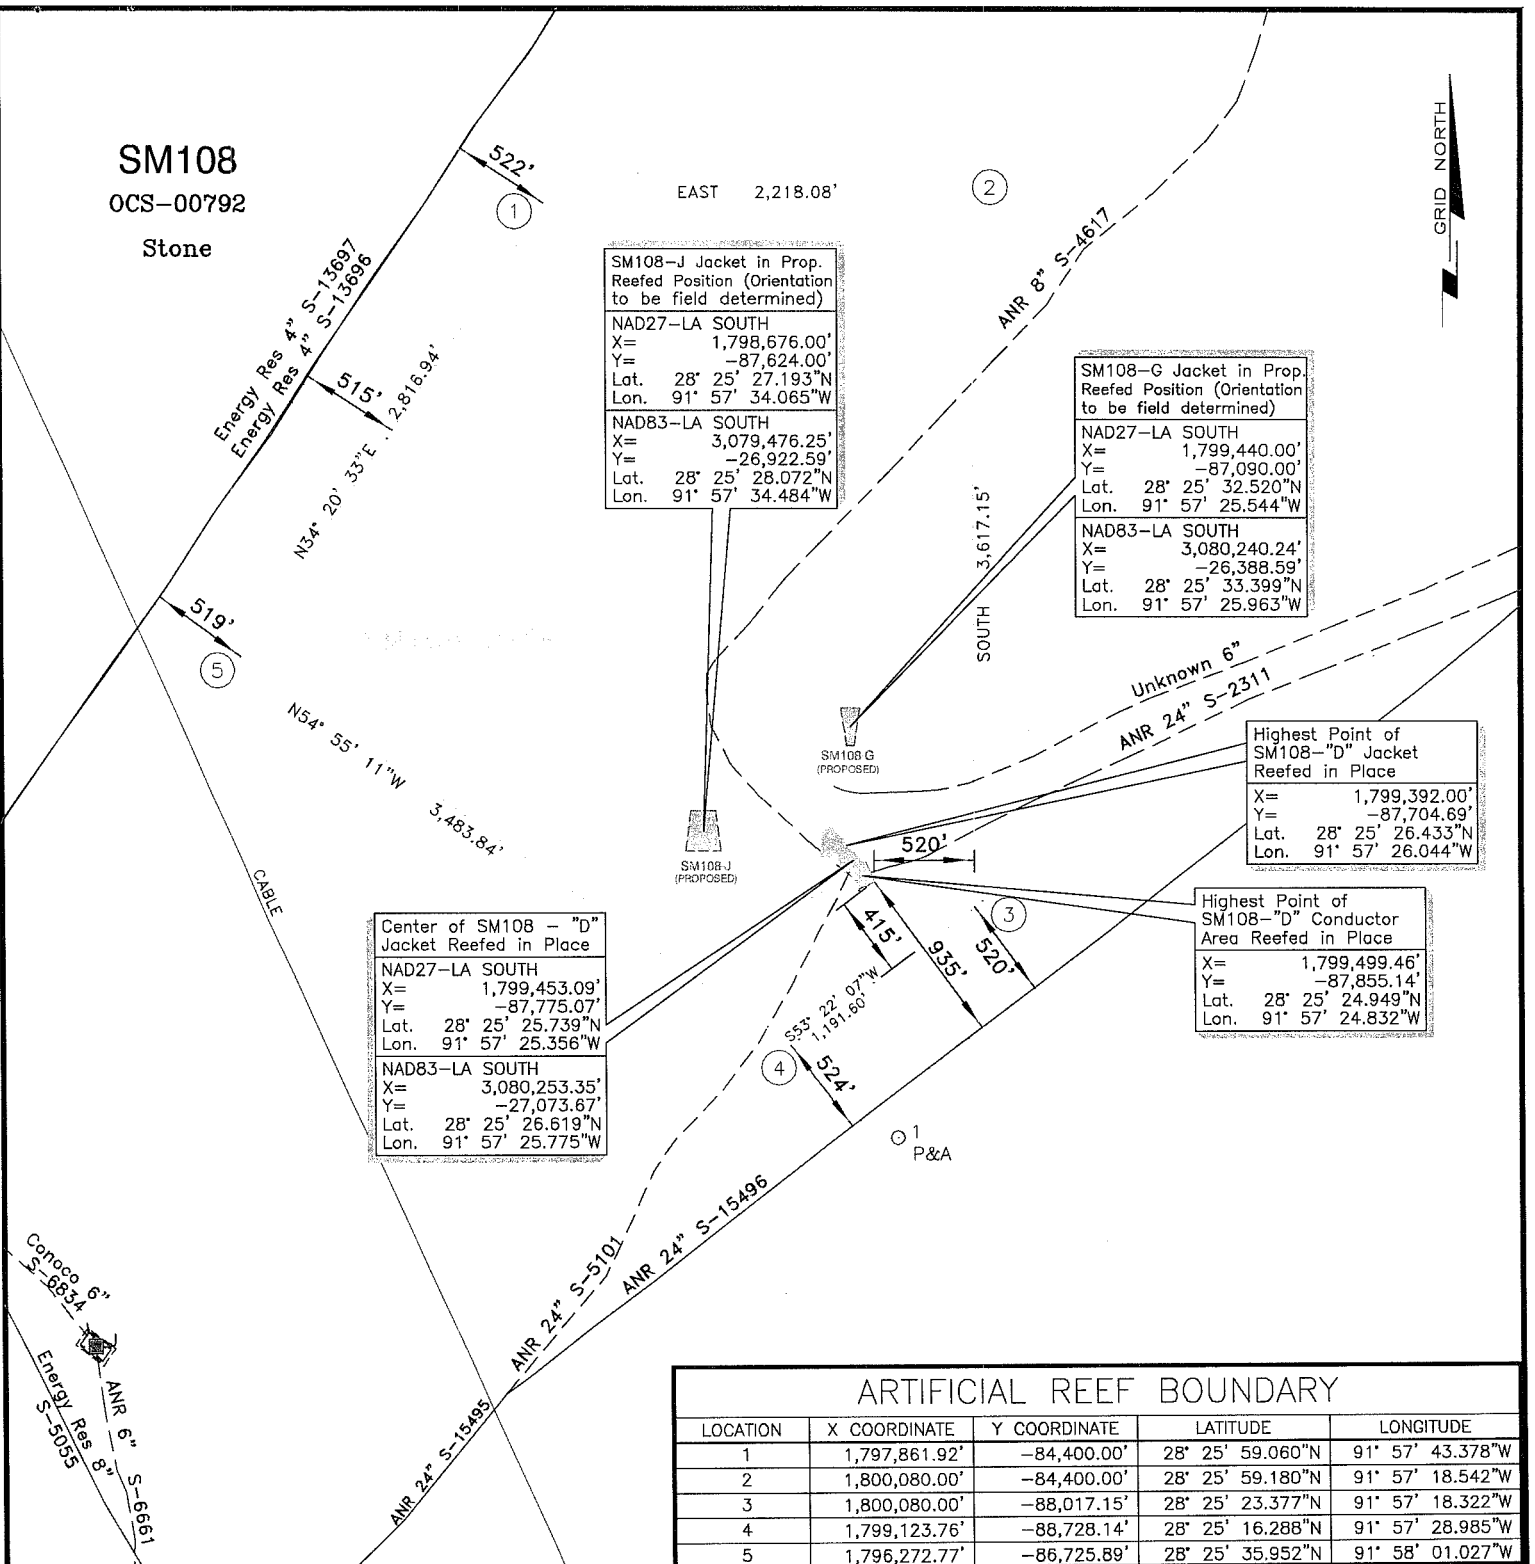 SM108
OCS-00792
Stone
522'
1
EAST 2,218.08'
2
GRID NORTH
Energy Res 4" S-13697
Energy Res 4" S-13696
515'
N34° 20' 33"E 2,816.94'
519'
5
N54° 55' 11"W 3,483.84'
CABLE
SM108-J Jacket in Prop.
Reefed Position (Orientation
to be field determined)
NAD27-LA SOUTH
X= 1,798,676.00'
Y= -87,624.00'
Lat. 28° 25' 27.193"N
Lon. 91° 57' 34.065"W
NAD83-LA SOUTH
X= 3,079,476.25'
Y= -26,922.59'
Lat. 28° 25' 28.072"N
Lon. 91° 57' 34.484"W
ANR 8" S-4617
SM108-G Jacket in Prop.
Reefed Position (Orientation
to be field determined)
NAD27-LA SOUTH
X= 1,799,440.00'
Y= -87,090.00'
Lat. 28° 25' 32.520"N
Lon. 91° 57' 25.544"W
NAD83-LA SOUTH
X= 3,080,240.24'
Y= -26,388.59'
Lat. 28° 25' 33.399"N
Lon. 91° 57' 25.963"W
SOUTH 3,617.15'
Unknown 6"
ANR 24" S-2311
SM108-G
(PROPOSED)
SM108-J
(PROPOSED)
Highest Point of
SM108-"D" Jacket
Reefed in Place
X= 1,799,392.00'
Y= -87,704.69'
Lat. 28° 25' 26.433"N
Lon. 91° 57' 26.044"W
520'
Highest Point of
SM108-"D" Conductor
Area Reefed in Place
X= 1,799,499.46'
Y= -87,855.14'
Lat. 28° 25' 24.949"N
Lon. 91° 57' 24.832"W
Center of SM108 - "D"
Jacket Reefed in Place
NAD27-LA SOUTH
X= 1,799,453.09'
Y= -87,775.07'
Lat. 28° 25' 25.739"N
Lon. 91° 57' 25.356"W
NAD83-LA SOUTH
X= 3,080,253.35'
Y= -27,073.67'
Lat. 28° 25' 26.619"N
Lon. 91° 57' 25.775"W
415'
935'
520'
3
S53° 22' 07"W
1,191.60'
4
524'
1
P&A
ANR 24" S-5101
ANR 24" S-15496
ANR 24" S-15495
Conoco 6"
S-6834
Energy Res 8"
S-5055
ANR 6" S-6661
ARTIFICIAL REEF BOUNDARY
LOCATION X COORDINATE Y COORDINATE LATITUDE LONGITUDE
1 1,797,861.92' -84,400.00' 28° 25' 59.060"N 91° 57' 43.378"W
2 1,800,080.00' -84,400.00' 28° 25' 59.180"N 91° 57' 18.542"W
3 1,800,080.00' -88,017.15' 28° 25' 23.377"N 91° 57' 18.322"W
4 1,799,123.76' -88,728.14' 28° 25' 16.288"N 91° 57' 28.985"W
5 1,796,272.77' -86,725.89' 28° 25' 35.952"N 91° 58' 01.027"W